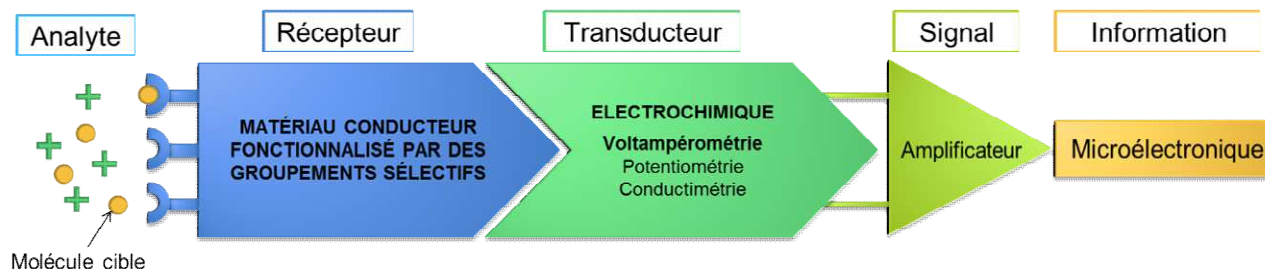 Analyte
Récepteur
Transducteur
Signal
Information
MATÉRIAU CONDUCTEUR
FONCTIONNALISÉ PAR DES
GROUPEMENTS SÉLECTIFS
ELECTROCHIMIQUE
Voltampérométrie
Potentiométrie
Conductimétrie
Amplificateur
Microélectronique
Molécule cible